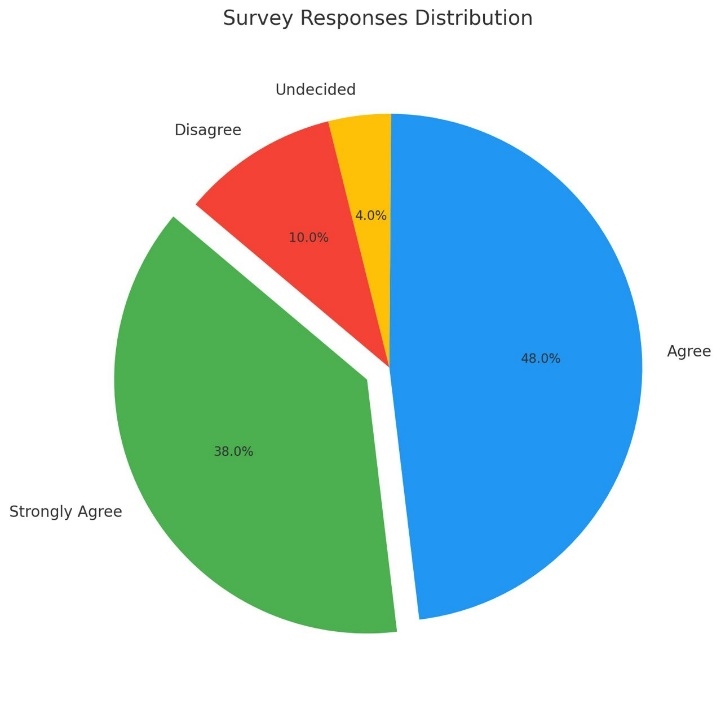 Survey Responses Distribution
Undecided
Disagree
4.0%
10.0%
Agree
48.0%
38.0%
Strongly Agree